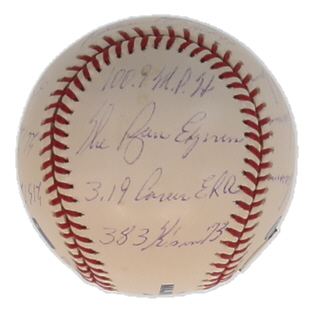 100.9 M.P.H
The Ryan Express
3.19 Career ERA
383 K's in 73